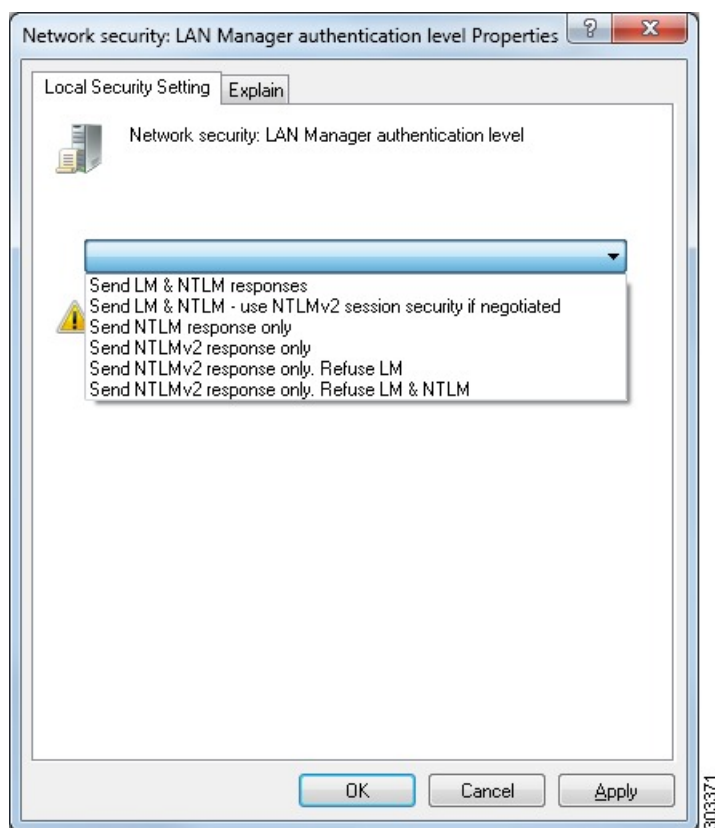 Network security: LAN Manager authentication level Properties
Local Security Setting
Explain
Network security: LAN Manager authentication level
Send LM & NTLM responses
Send LM & NTLM - use NTLMv2 session security if negotiated
Send NTLM response only
Send NTLMv2 response only
Send NTLMv2 response only. Refuse LM
Send NTLMv2 response only. Refuse LM & NTLM
OK
Cancel
Apply
303371